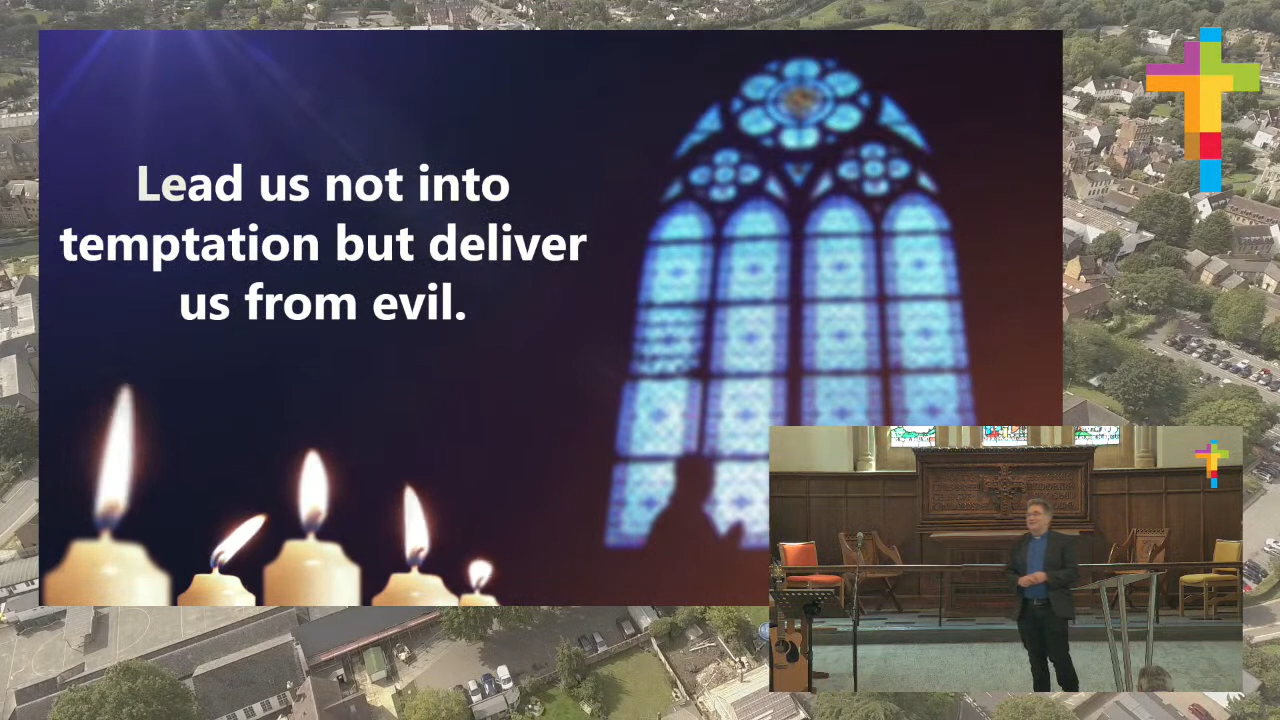 Lead us not into
temptation but deliver
us from evil.